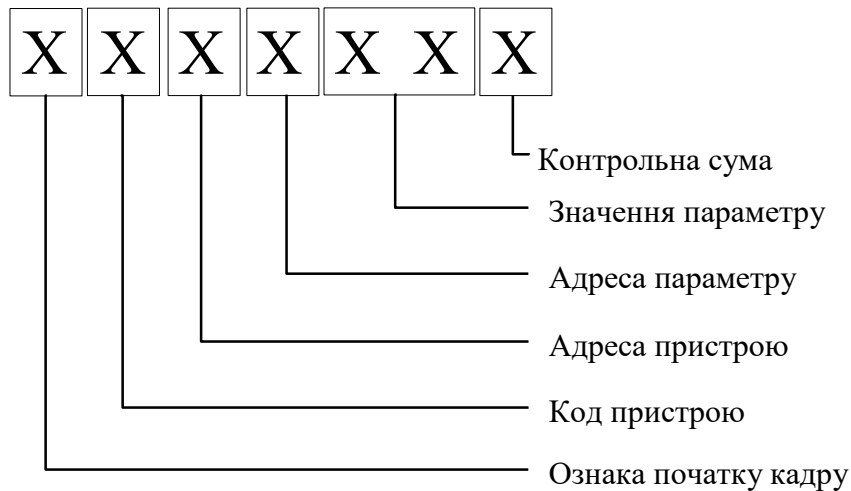 X X X X X X X
Контрольна сума
Значення параметру
Адреса параметру
Адреса пристрою
Код пристрою
Ознака початку кадру